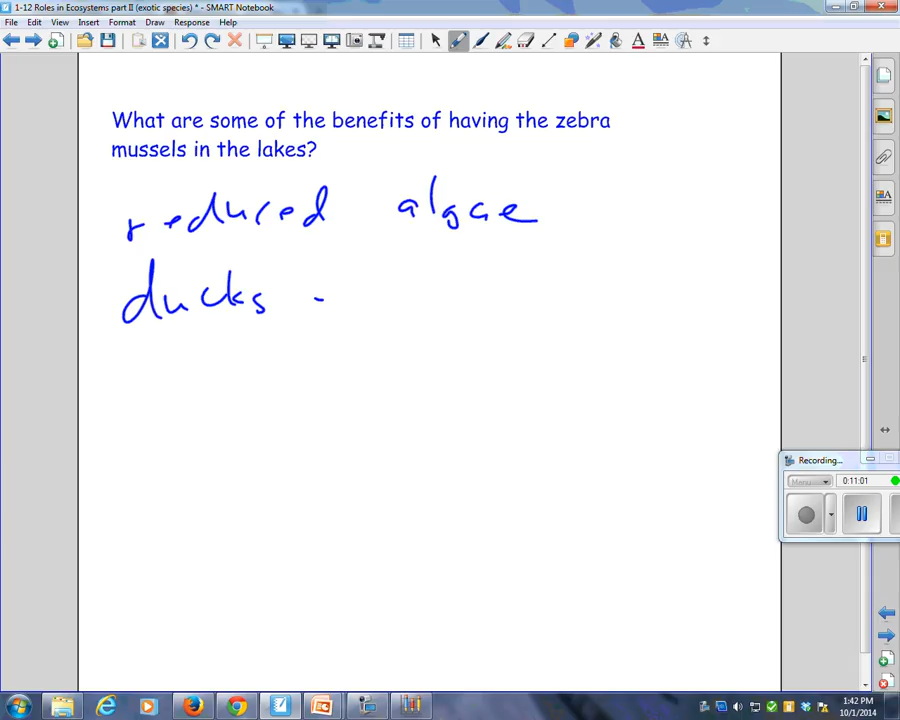 1-12 Roles in Ecosystems part II (exotic species) * - SMART Notebook
File Edit View Insert Format Draw Response Help
What are some of the benefits of having the zebra
mussels in the lakes?
reduced algae
ducks -
Recording...
Menu 0:11:01
1:42 PM
10/1/2014